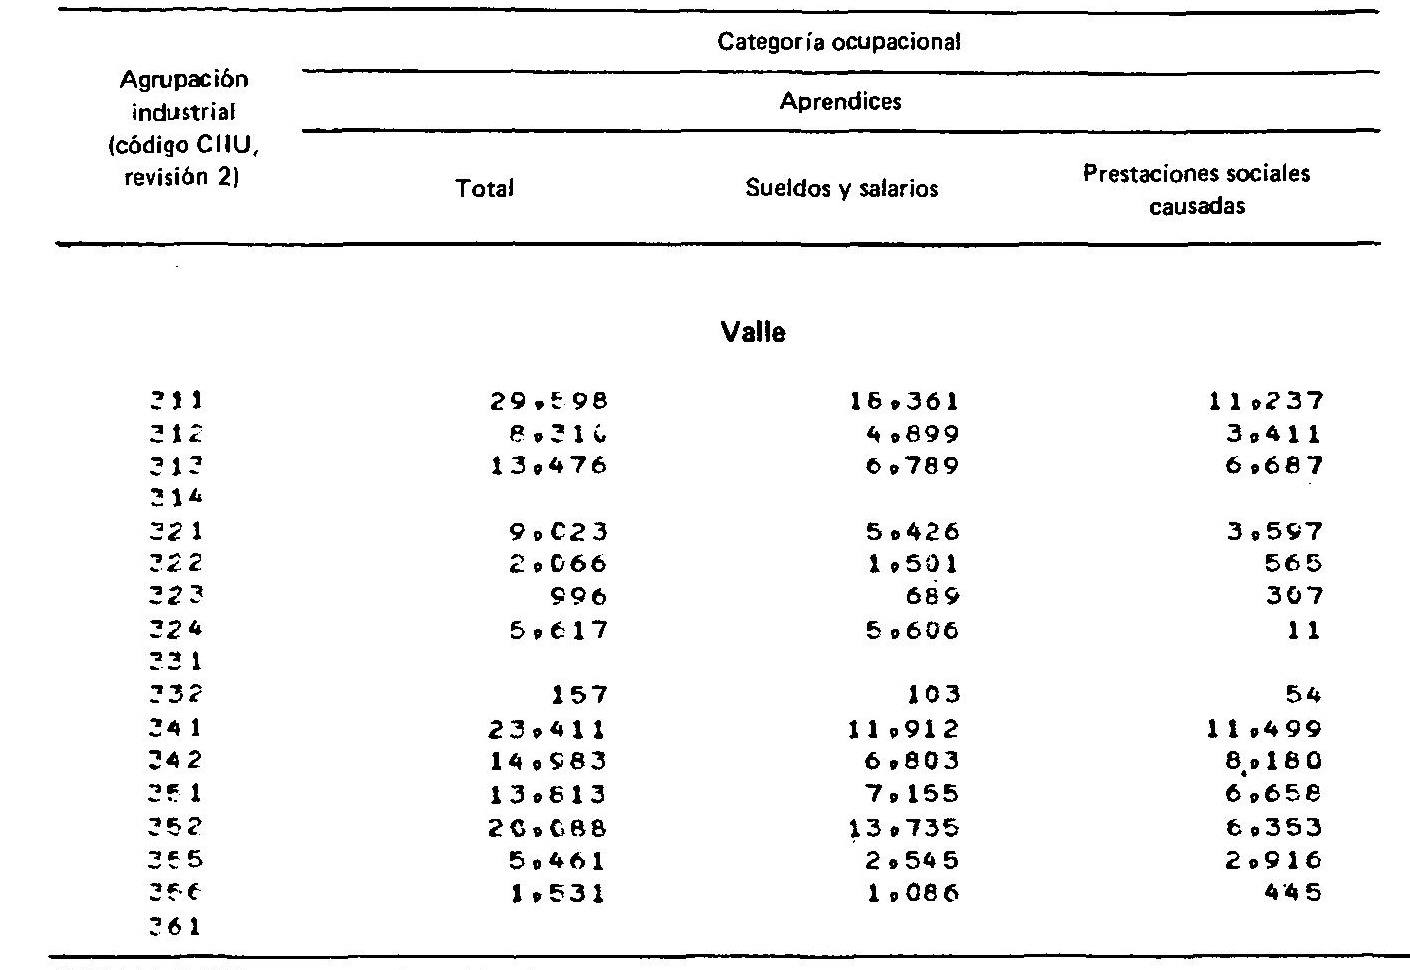 Categoría ocupacional
Agrupación
industrial
(código CIIU,
revisión 2)
Aprendices
Total Sueldos y salarios Prestaciones sociales
causadas
Valle
311 29.598 18.361 11.237
312 8.310 4.899 3.411
313 13.476 6.789 6.687
314
321 9.023 5.426 3.597
322 2.066 1.501 565
323 996 689 307
324 5.617 5.606 11
331
332 157 103 54
341 23.411 11.912 11.499
342 14.983 6.803 8.180
351 13.813 7.155 6.658
352 20.088 13.735 6.353
355 5.461 2.545 2.916
356 1.531 1.086 445
361